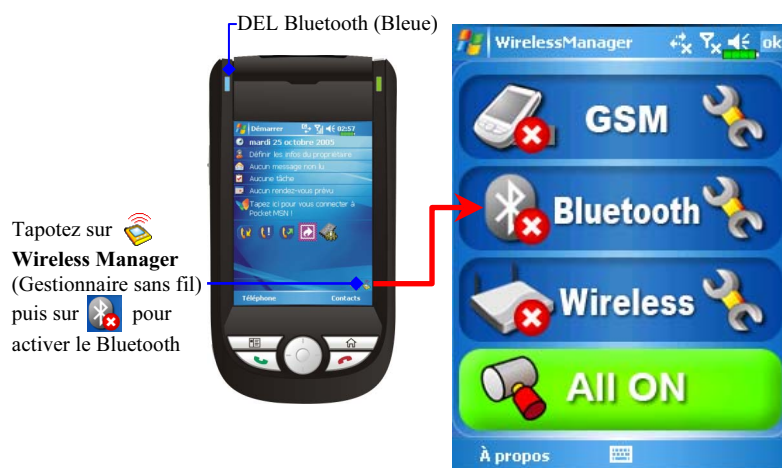 DEL Bluetooth (Bleue)
Démarrer 02:57
mardi 25 octobre 2005
Définir les infos du propriétaire
Aucun message non lu
Aucune tâche
Aucun rendez-vous prévu
Tapez ici pour vous connecter à
Pocket MSN !
Téléphone Contacts
Tapotez sur
Wireless Manager
(Gestionnaire sans fil)
puis sur pour
activer le Bluetooth
WirelessManager ok
GSM
Bluetooth
Wireless
All ON
À propos